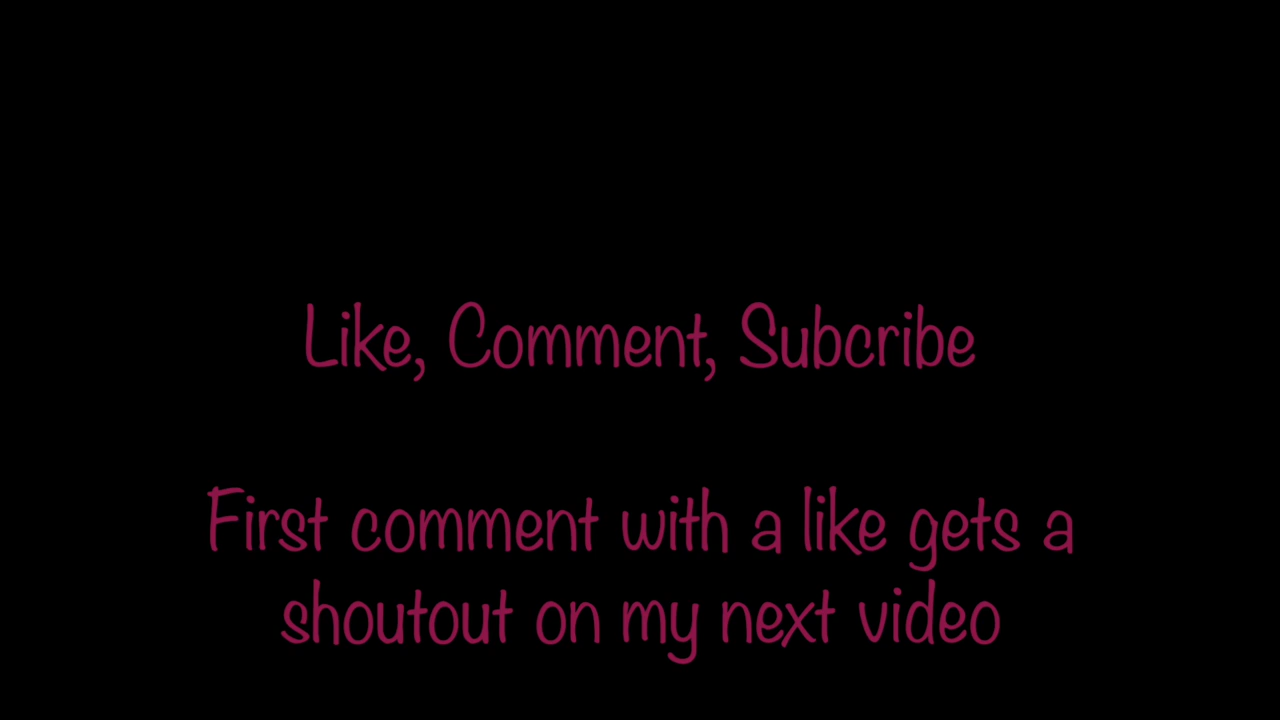 Like, Comment, Subcribe
First comment with a like gets a
shoutout on my next video